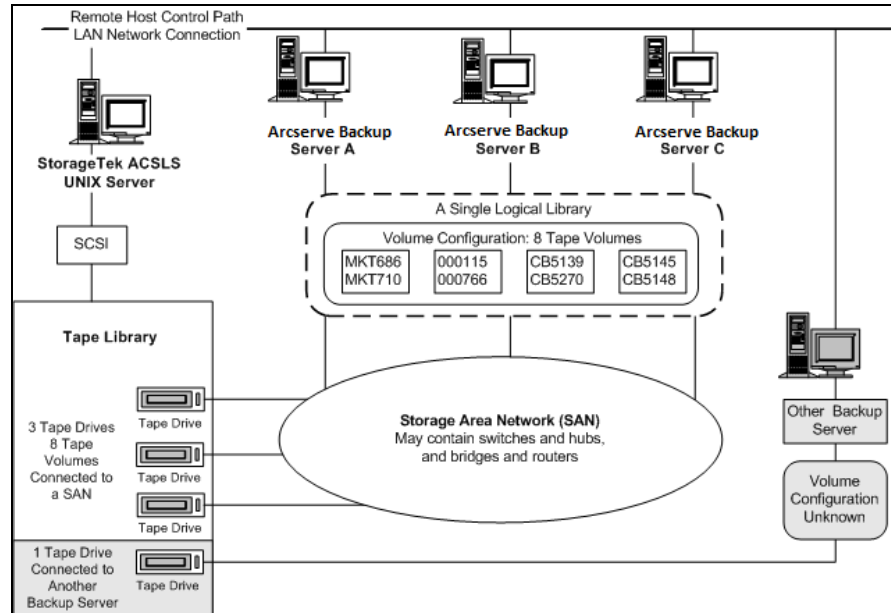 Remote Host Control Path
LAN Network Connection
Arcserve Backup
Server A
Arcserve Backup
Server B
Arcserve Backup
Server C
StorageTek ACSLS
UNIX Server
SCSI
A Single Logical Library
Volume Configuration: 8 Tape Volumes
MKT686
MKT710
000115
000766
CB5139
CB5270
CB5145
CB5148
Tape Library
3 Tape Drives
8 Tape
Volumes
Connected to
a SAN
Tape Drive
Tape Drive
Tape Drive
1 Tape Drive
Connected to
Another
Backup Server
Tape Drive
Storage Area Network (SAN)
May contain switches and hubs,
and bridges and routers
Other Backup
Server
Volume
Configuration
Unknown